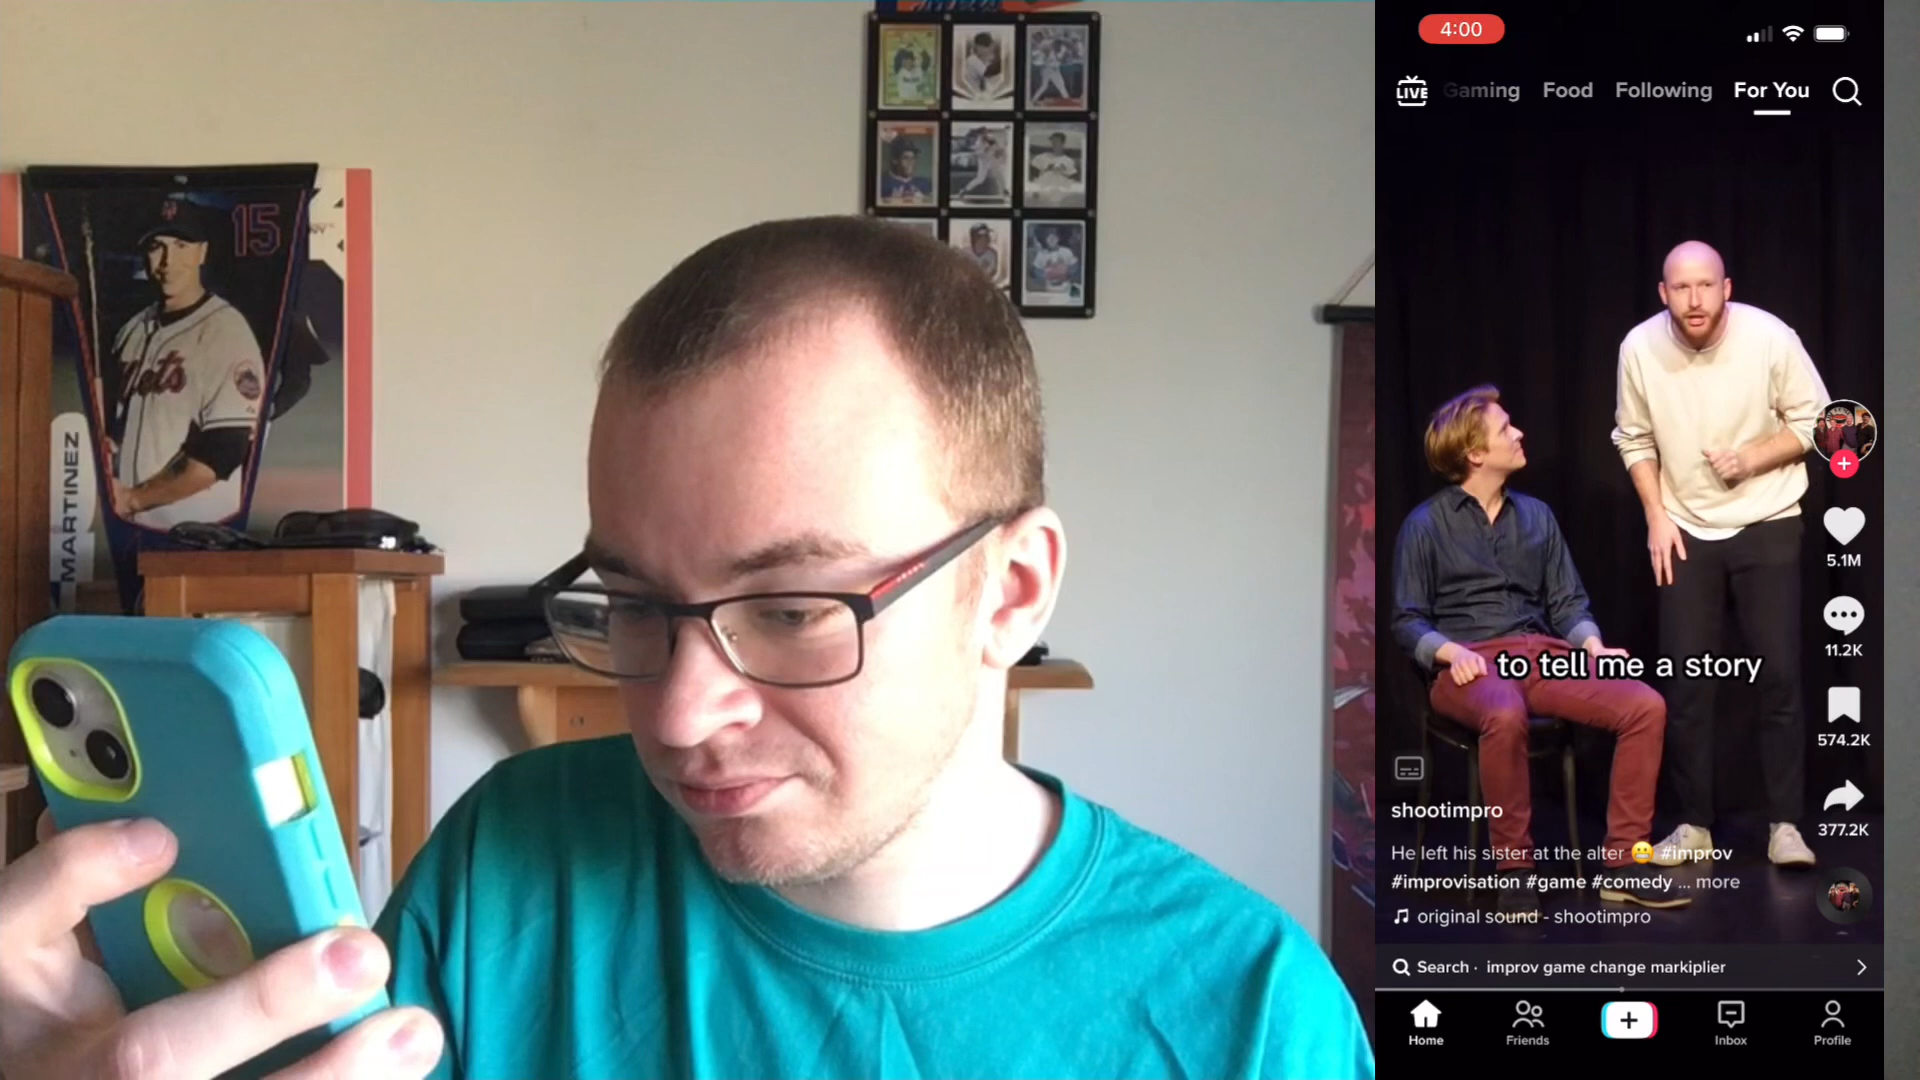 15
Mets
MARTINEZ
4:00
LIVE Gaming Food Following For You
5.1M
11.2K
to tell me a story
574.2K
shootimpro
377.2K
He left his sister at the alter 😬 #improv
#improvisation #game #comedy ... more
original sound - shootimpro
Search · improv game change markiplier
Home Friends Inbox Profile